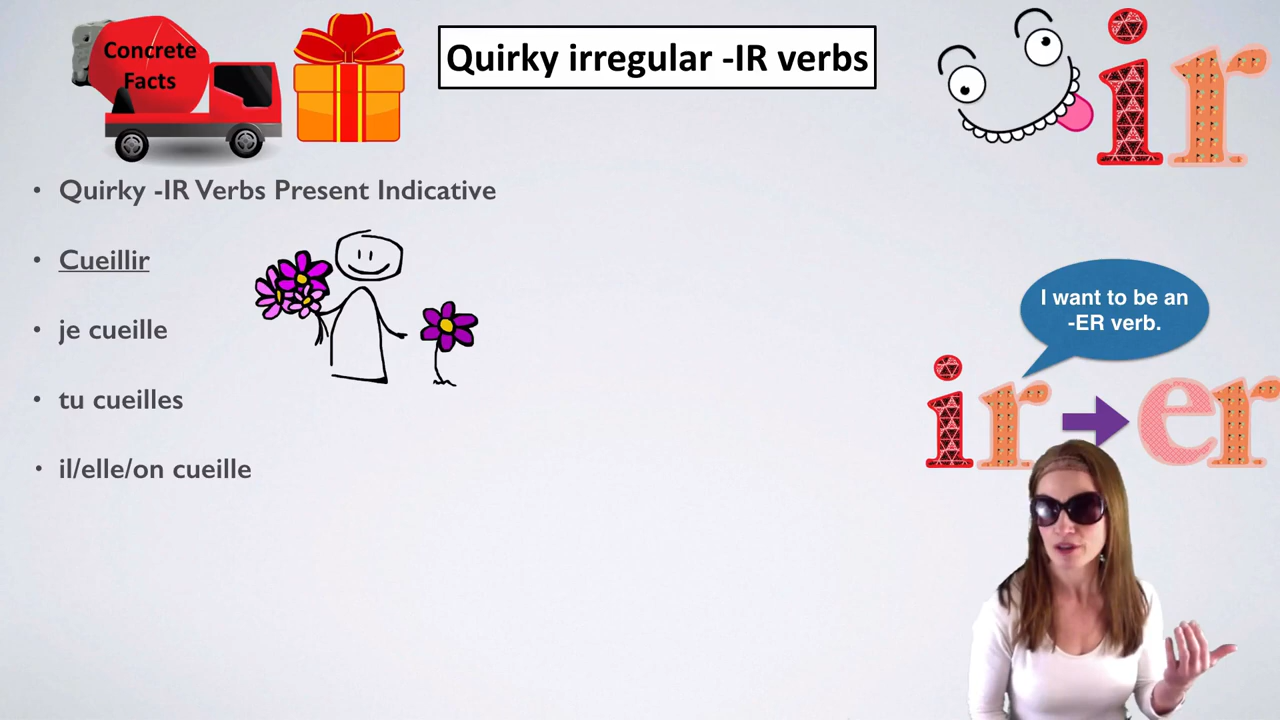 Concrete
Facts
Quirky irregular -IR verbs
ir
• Quirky -IR Verbs Present Indicative
• Cueillir
• je cueille
• tu cueilles
• il/elle/on cueille
I want to be an
-ER verb.
ir er